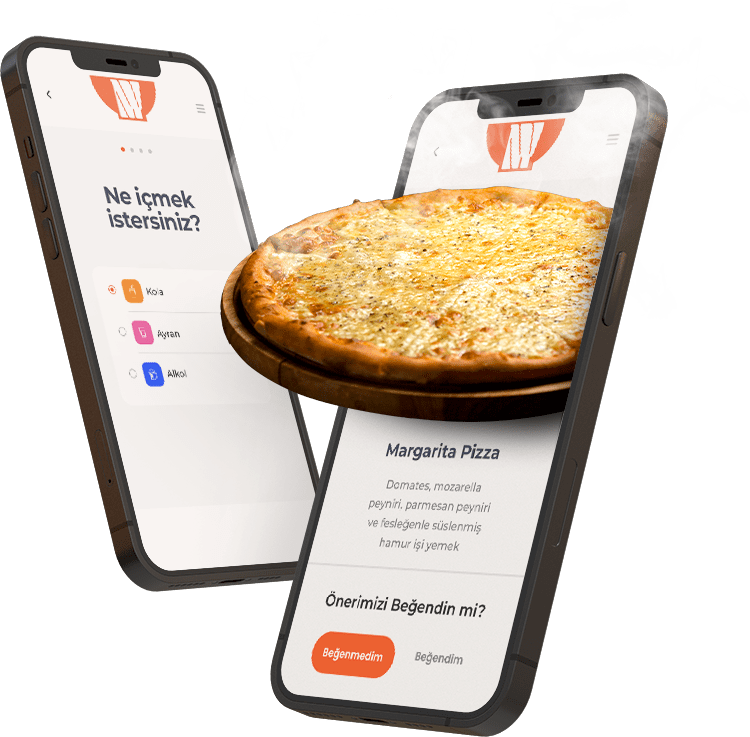 Ne içmek
istersiniz?
Kola
Ayran
Alkol
Margarita Pizza
Domates, mozarella
peyniri, parmesan peyniri
ve fesleğenle süslenmiş
hamur işi yemek
Önerimizi Beğendin mi?
Beğenmedim
Beğendim